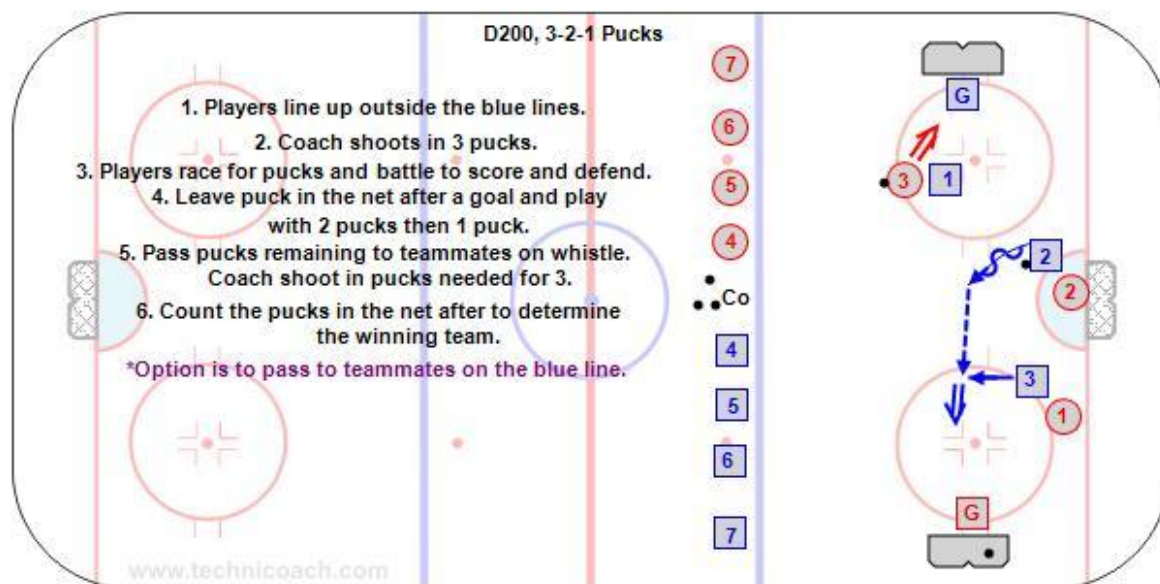 D200, 3-2-1 Pucks
1. Players line up outside the blue lines.
2. Coach shoots in 3 pucks.
3. Players race for pucks and battle to score and defend.
4. Leave puck in the net after a goal and play
with 2 pucks then 1 puck.
5. Pass pucks remaining to teammates on whistle.
Coach shoot in pucks needed for 3.
6. Count the pucks in the net after to determine
the winning team.
*Option is to pass to teammates on the blue line.
7
6
5
4
Co
4
5
6
7
G
3
1
2
2
3
1
G
www.technicoach.com